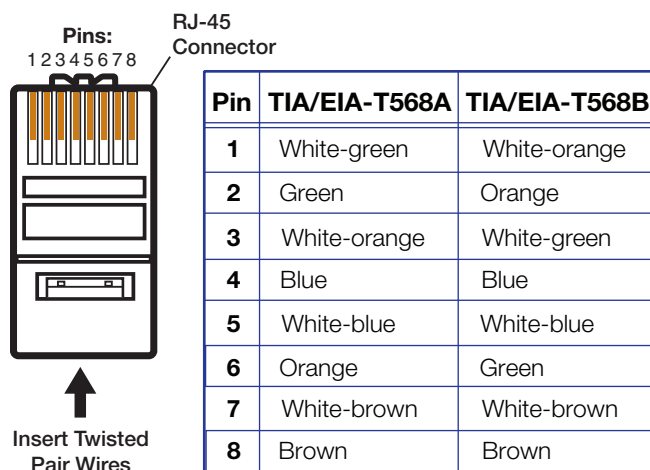 Pins:
12345678
RJ-45
Connector
Insert Twisted
Pair Wires
Pin TIA/EIA-T568A TIA/EIA-T568B
1 White-green White-orange
2 Green Orange
3 White-orange White-green
4 Blue Blue
5 White-blue White-blue
6 Orange Green
7 White-brown White-brown
8 Brown Brown